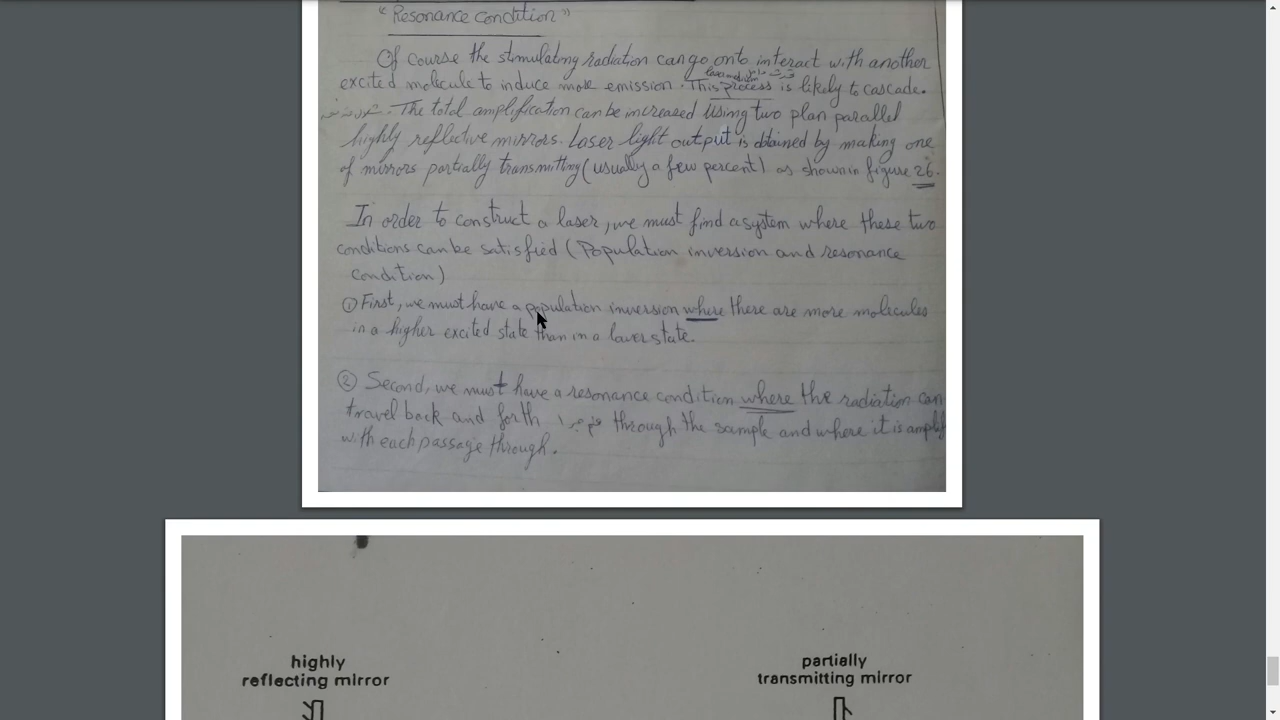 "Resonance Condition"
Of course the stimulating radiation can go onto interact with another
excited molecule to induce more emission. This process is likely to cascade.
The total amplification can be increased Using two plan parallel
highly reflective mirrors. Laser light output is obtained by making one
of mirrors partially transmitting (usually a few percent) as shown in figure 26.
In order to construct a laser, we must find a system where these two
conditions can be satisfied (Population inversion and resonance
condition)
① First, we must have a population inversion where there are more molecules
in a higher excited state than in a lower state.
② Second, we must have a resonance condition where the radiation can
travel back and forth through the sample and where it is amplif
with each passage through.
highly
reflecting mirror
partially
transmitting mirror